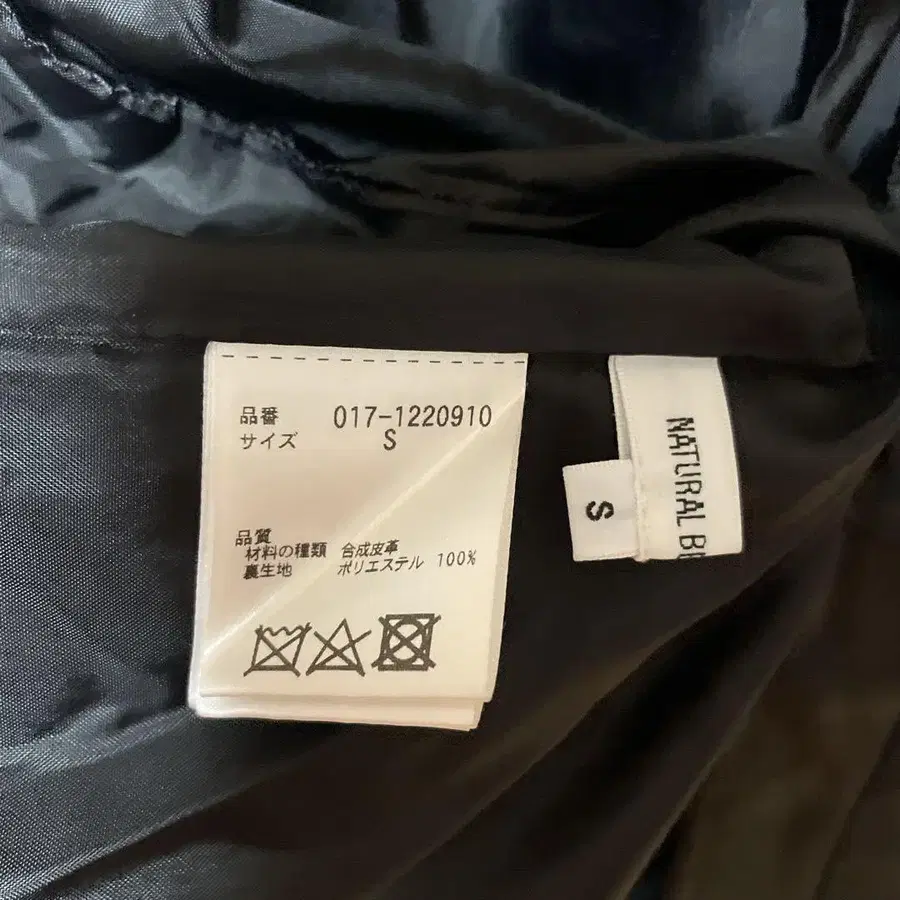 品番 017-1220910
サイズ S
品質
材料の種類 合成皮革
裏生地 ポリエステル 100%
NATURAL
S